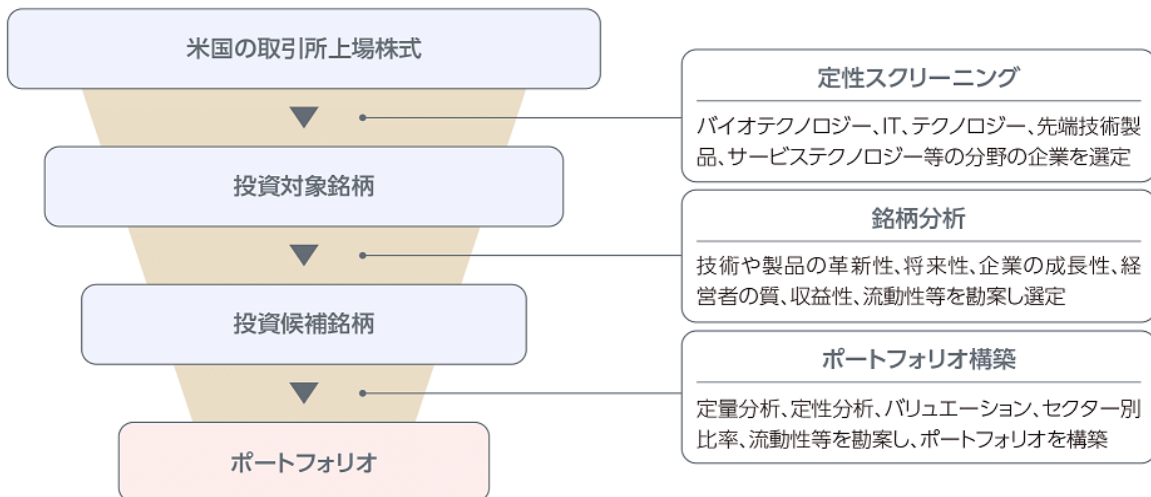 米国の取引所上場株式
定性スクリーニング
バイオテクノロジー、IT、テクノロジー、先端技術製
品、サービステクノロジー等の分野の企業を選定
投資対象銘柄
銘柄分析
技術や製品の革新性、将来性、企業の成長性、経
営者の質、収益性、流動性等を勘案し選定
投資候補銘柄
ポートフォリオ構築
定量分析、定性分析、バリュエーション、セクター別
比率、流動性等を勘案し、ポートフォリオを構築
ポートフォリオ